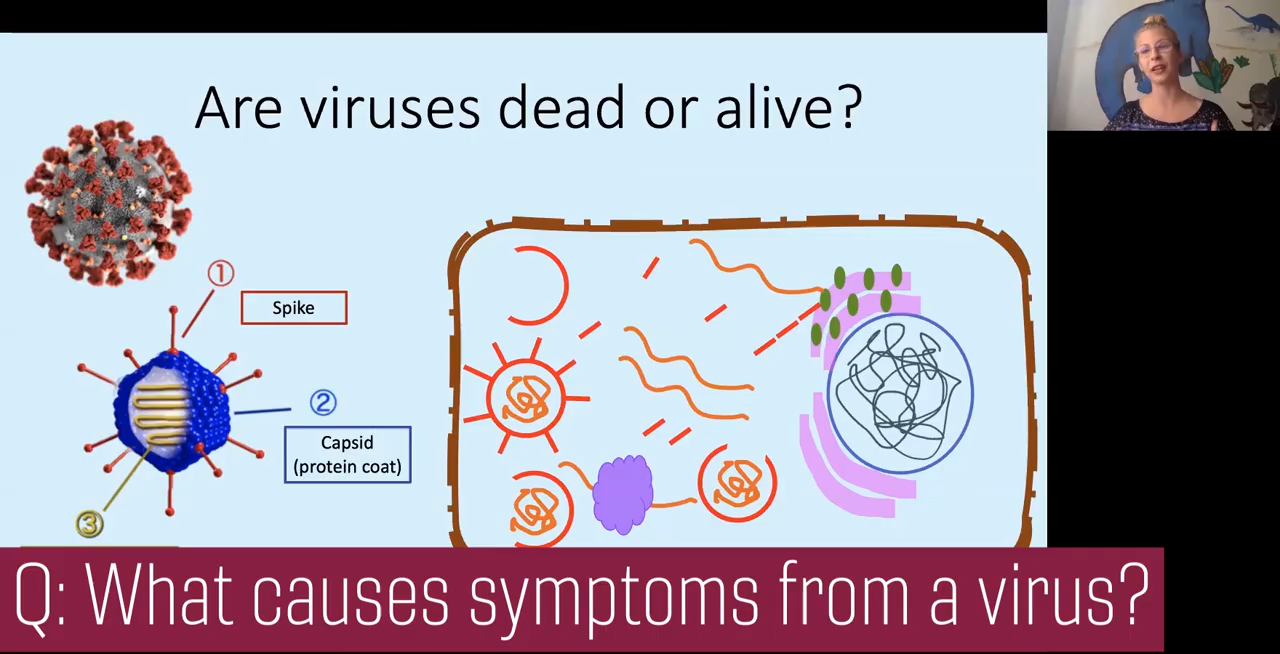 Are viruses dead or alive?
①
Spike
②
Capsid
(protein coat)
③
Q: What causes symptoms from a virus?